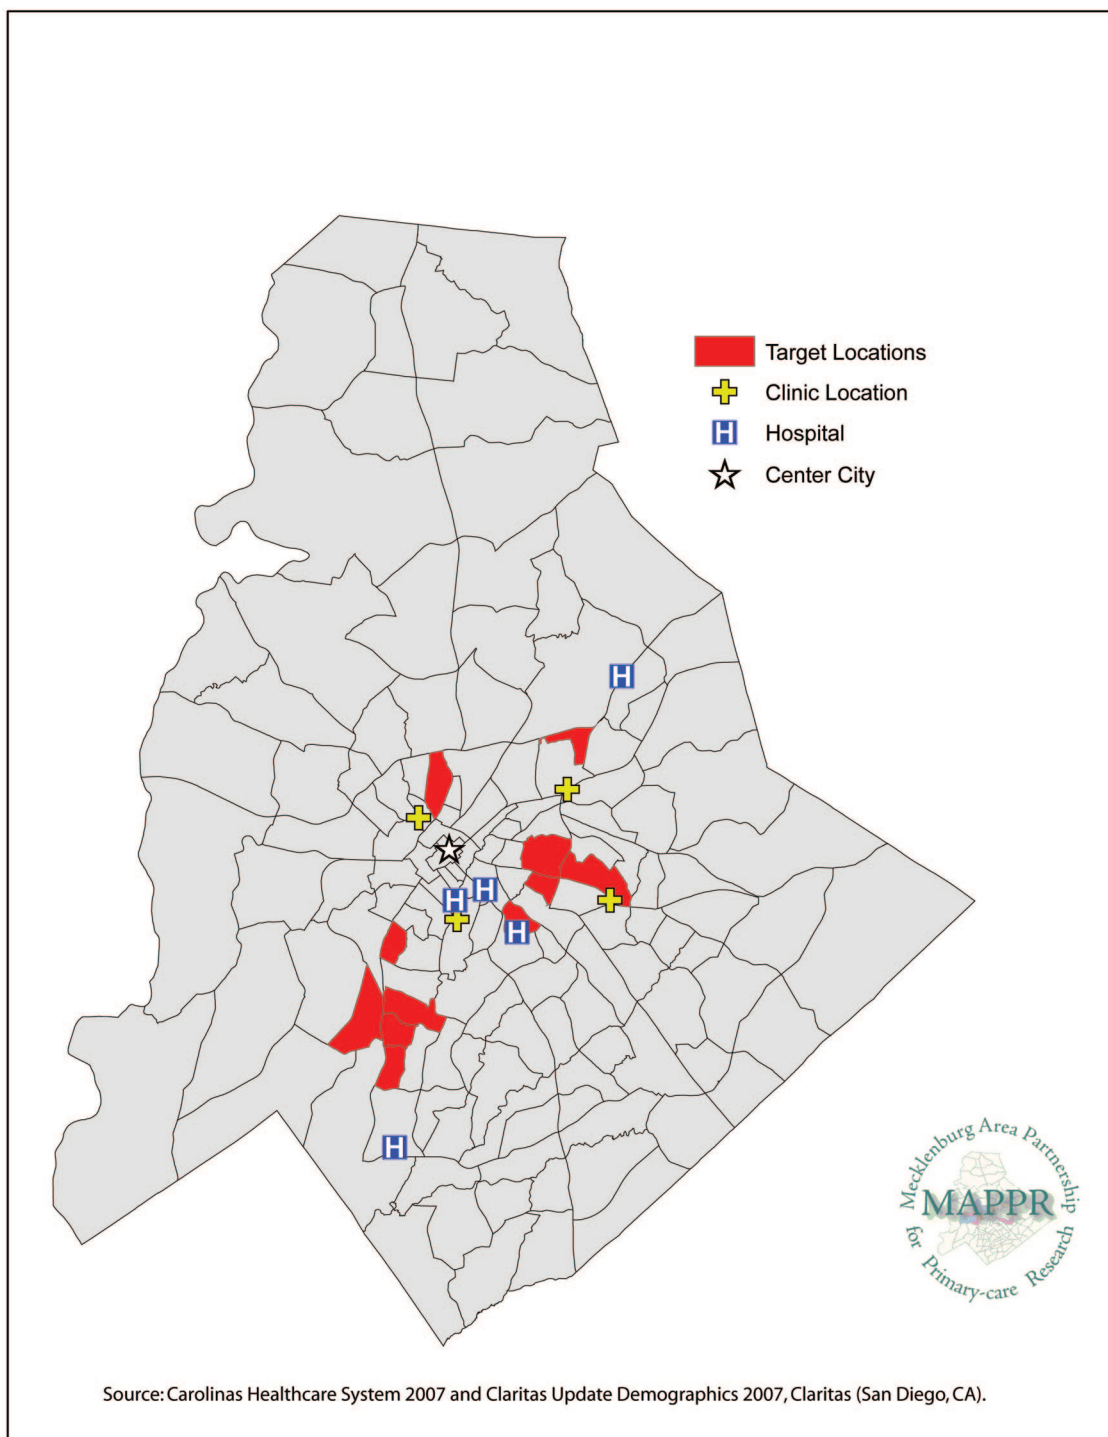 Target Locations
Clinic Location
H Hospital
Center City
H
H
H
H
H
Mecklenburg Area Partnership
MAPPR
for Primary-care Research
Source: Carolinas Healthcare System 2007 and Claritas Update Demographics 2007, Claritas (San Diego, CA).